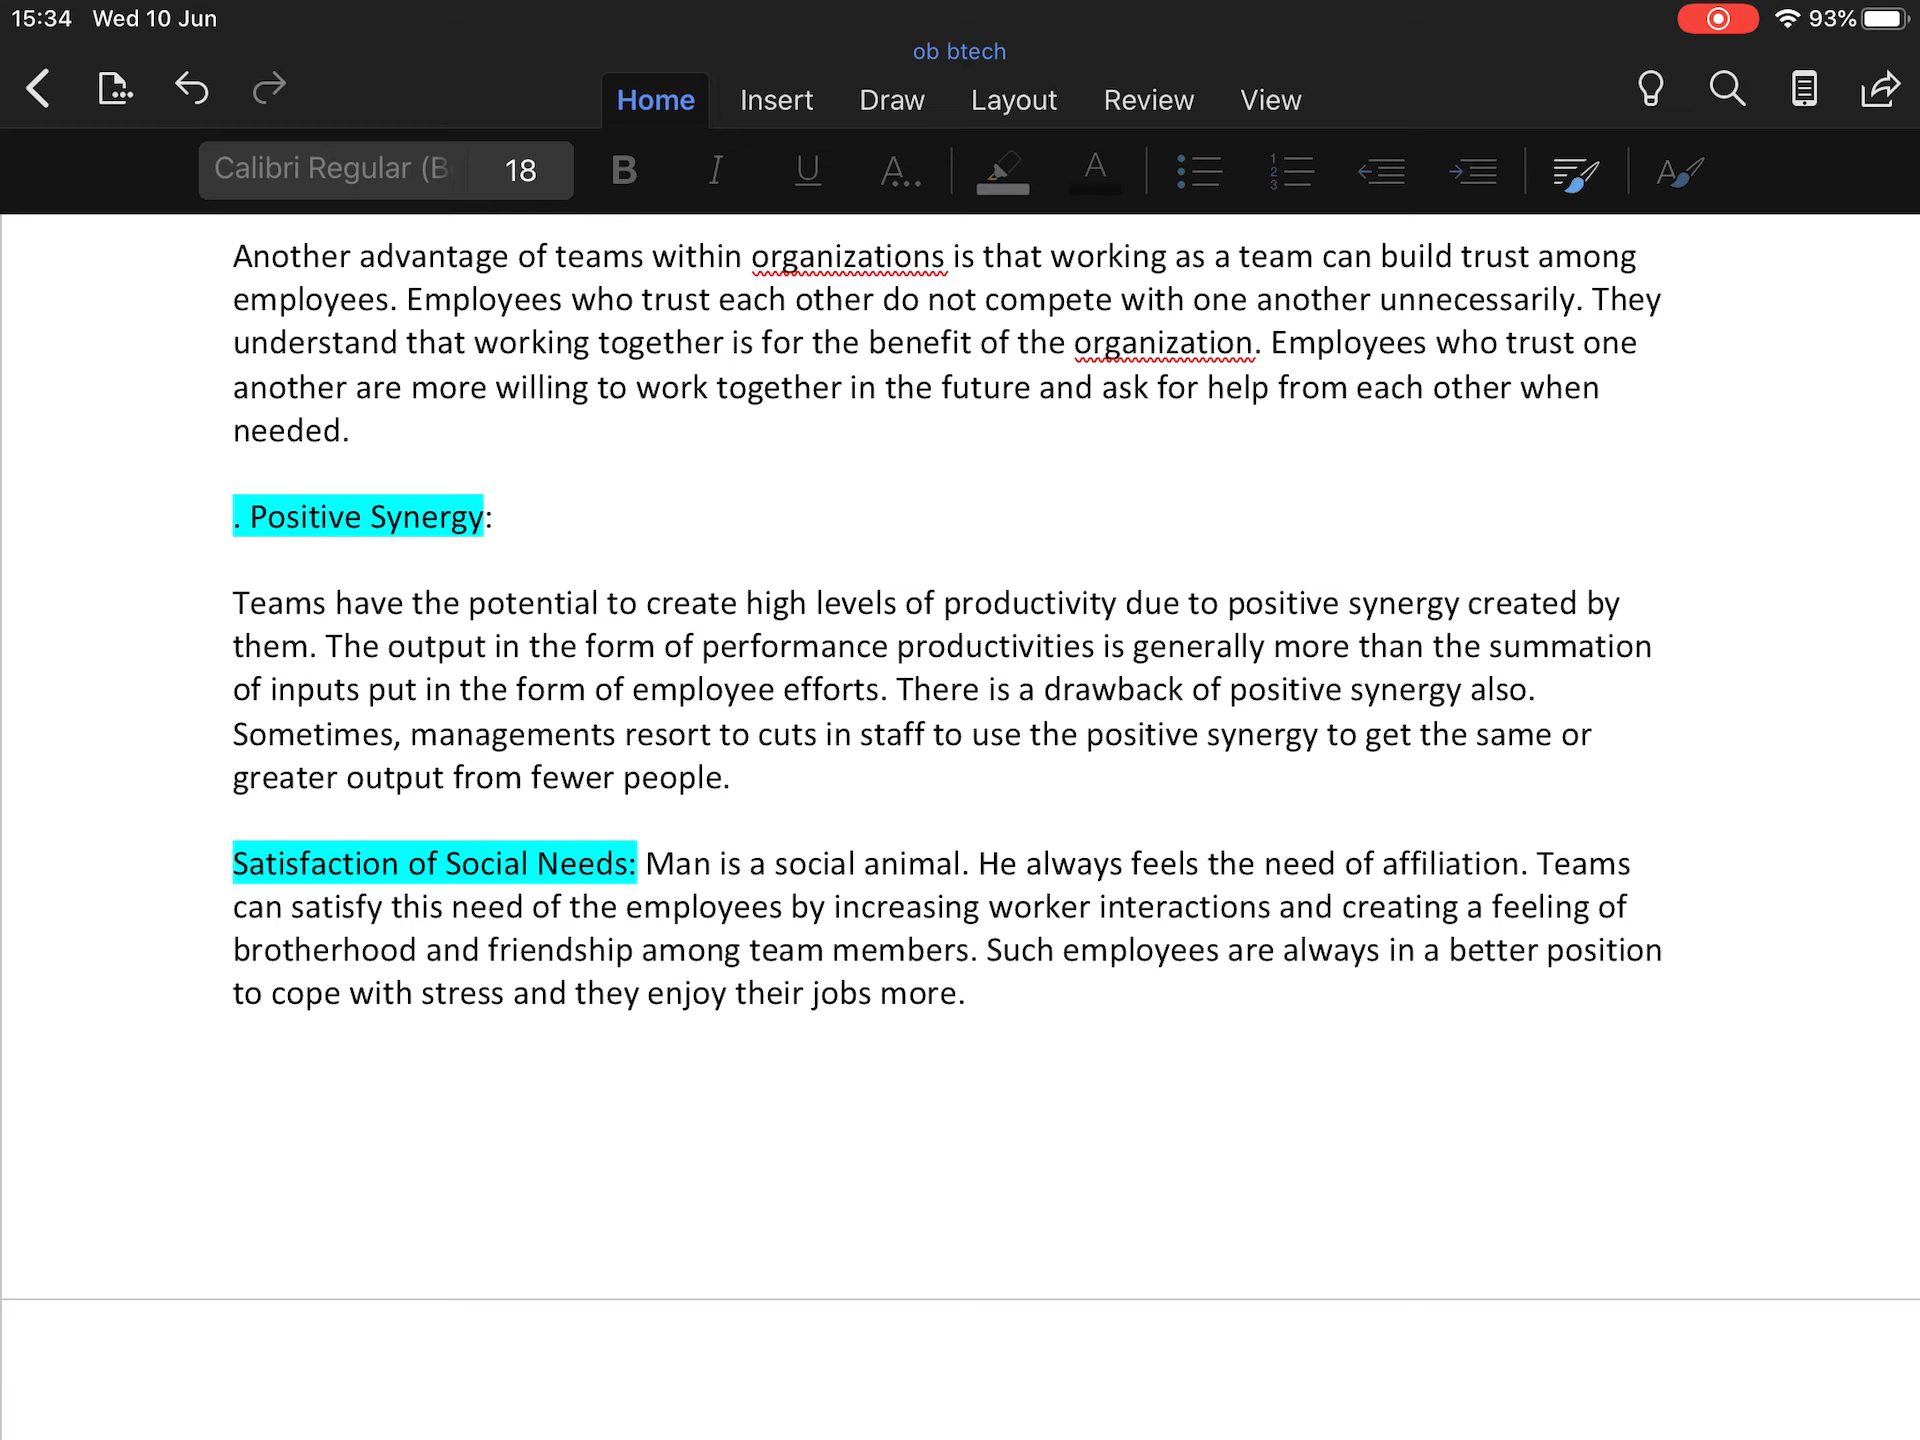 15:34 Wed 10 Jun
93%
ob btech
Home Insert Draw Layout Review View
Calibri Regular (B 18 B I U A... A
Another advantage of teams within organizations is that working as a team can build trust among
employees. Employees who trust each other do not compete with one another unnecessarily. They
understand that working together is for the benefit of the organization. Employees who trust one
another are more willing to work together in the future and ask for help from each other when
needed.
. Positive Synergy:
Teams have the potential to create high levels of productivity due to positive synergy created by
them. The output in the form of performance productivities is generally more than the summation
of inputs put in the form of employee efforts. There is a drawback of positive synergy also.
Sometimes, managements resort to cuts in staff to use the positive synergy to get the same or
greater output from fewer people.
Satisfaction of Social Needs: Man is a social animal. He always feels the need of affiliation. Teams
can satisfy this need of the employees by increasing worker interactions and creating a feeling of
brotherhood and friendship among team members. Such employees are always in a better position
to cope with stress and they enjoy their jobs more.